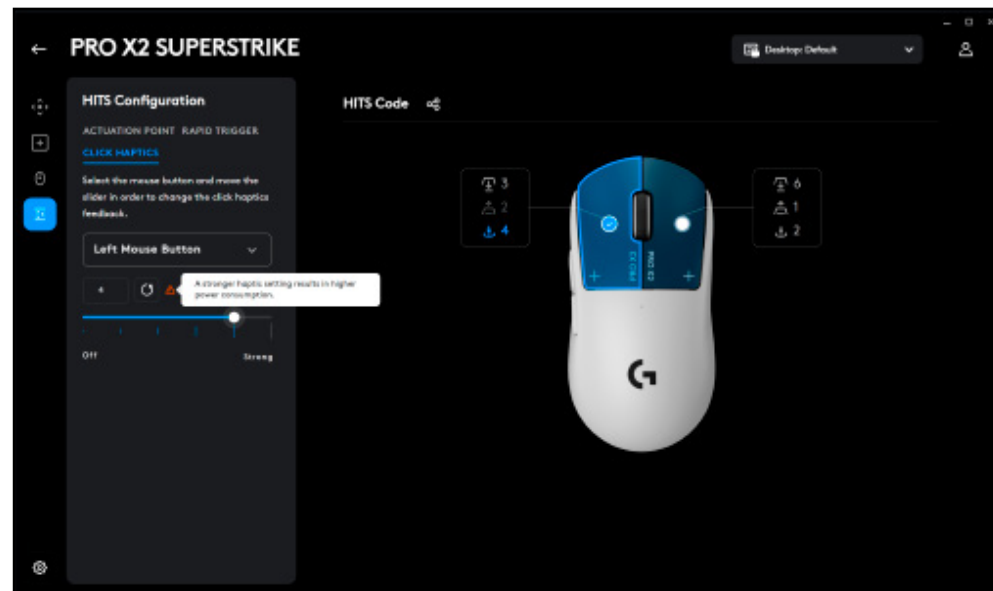 PRO X2 SUPERSTRIKE
Desktop: Default
HITS Configuration
ACTUATION POINT RAPID TRIGGER
CLICK HAPTICS
Select the mouse button and move the
slider in order to change the click haptics
feedback.
Left Mouse Button
4
A stronger haptic setting results in higher
power consumption.
Off
Strong
HITS Code
3
2
4
6
1
2
PRO X2
PRO X2
G